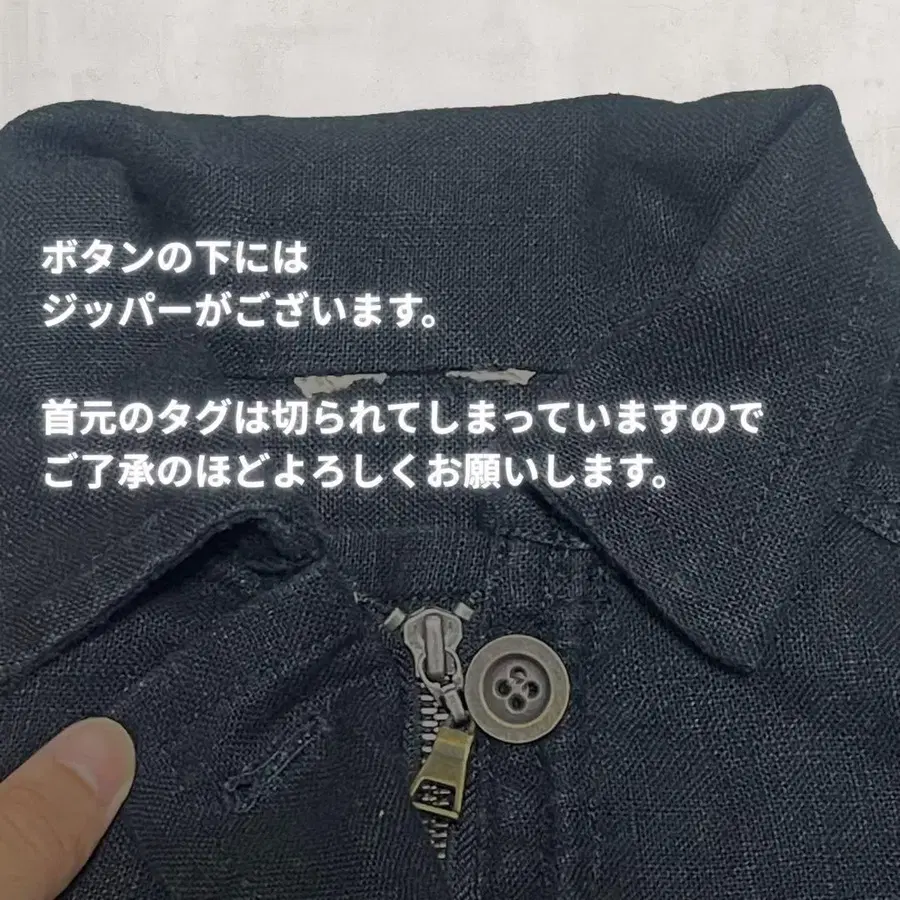 ボタンの下には
ジッパーがございます。
首元のタグは切られてしまっていますので
ご了承のほどよろしくお願いします。